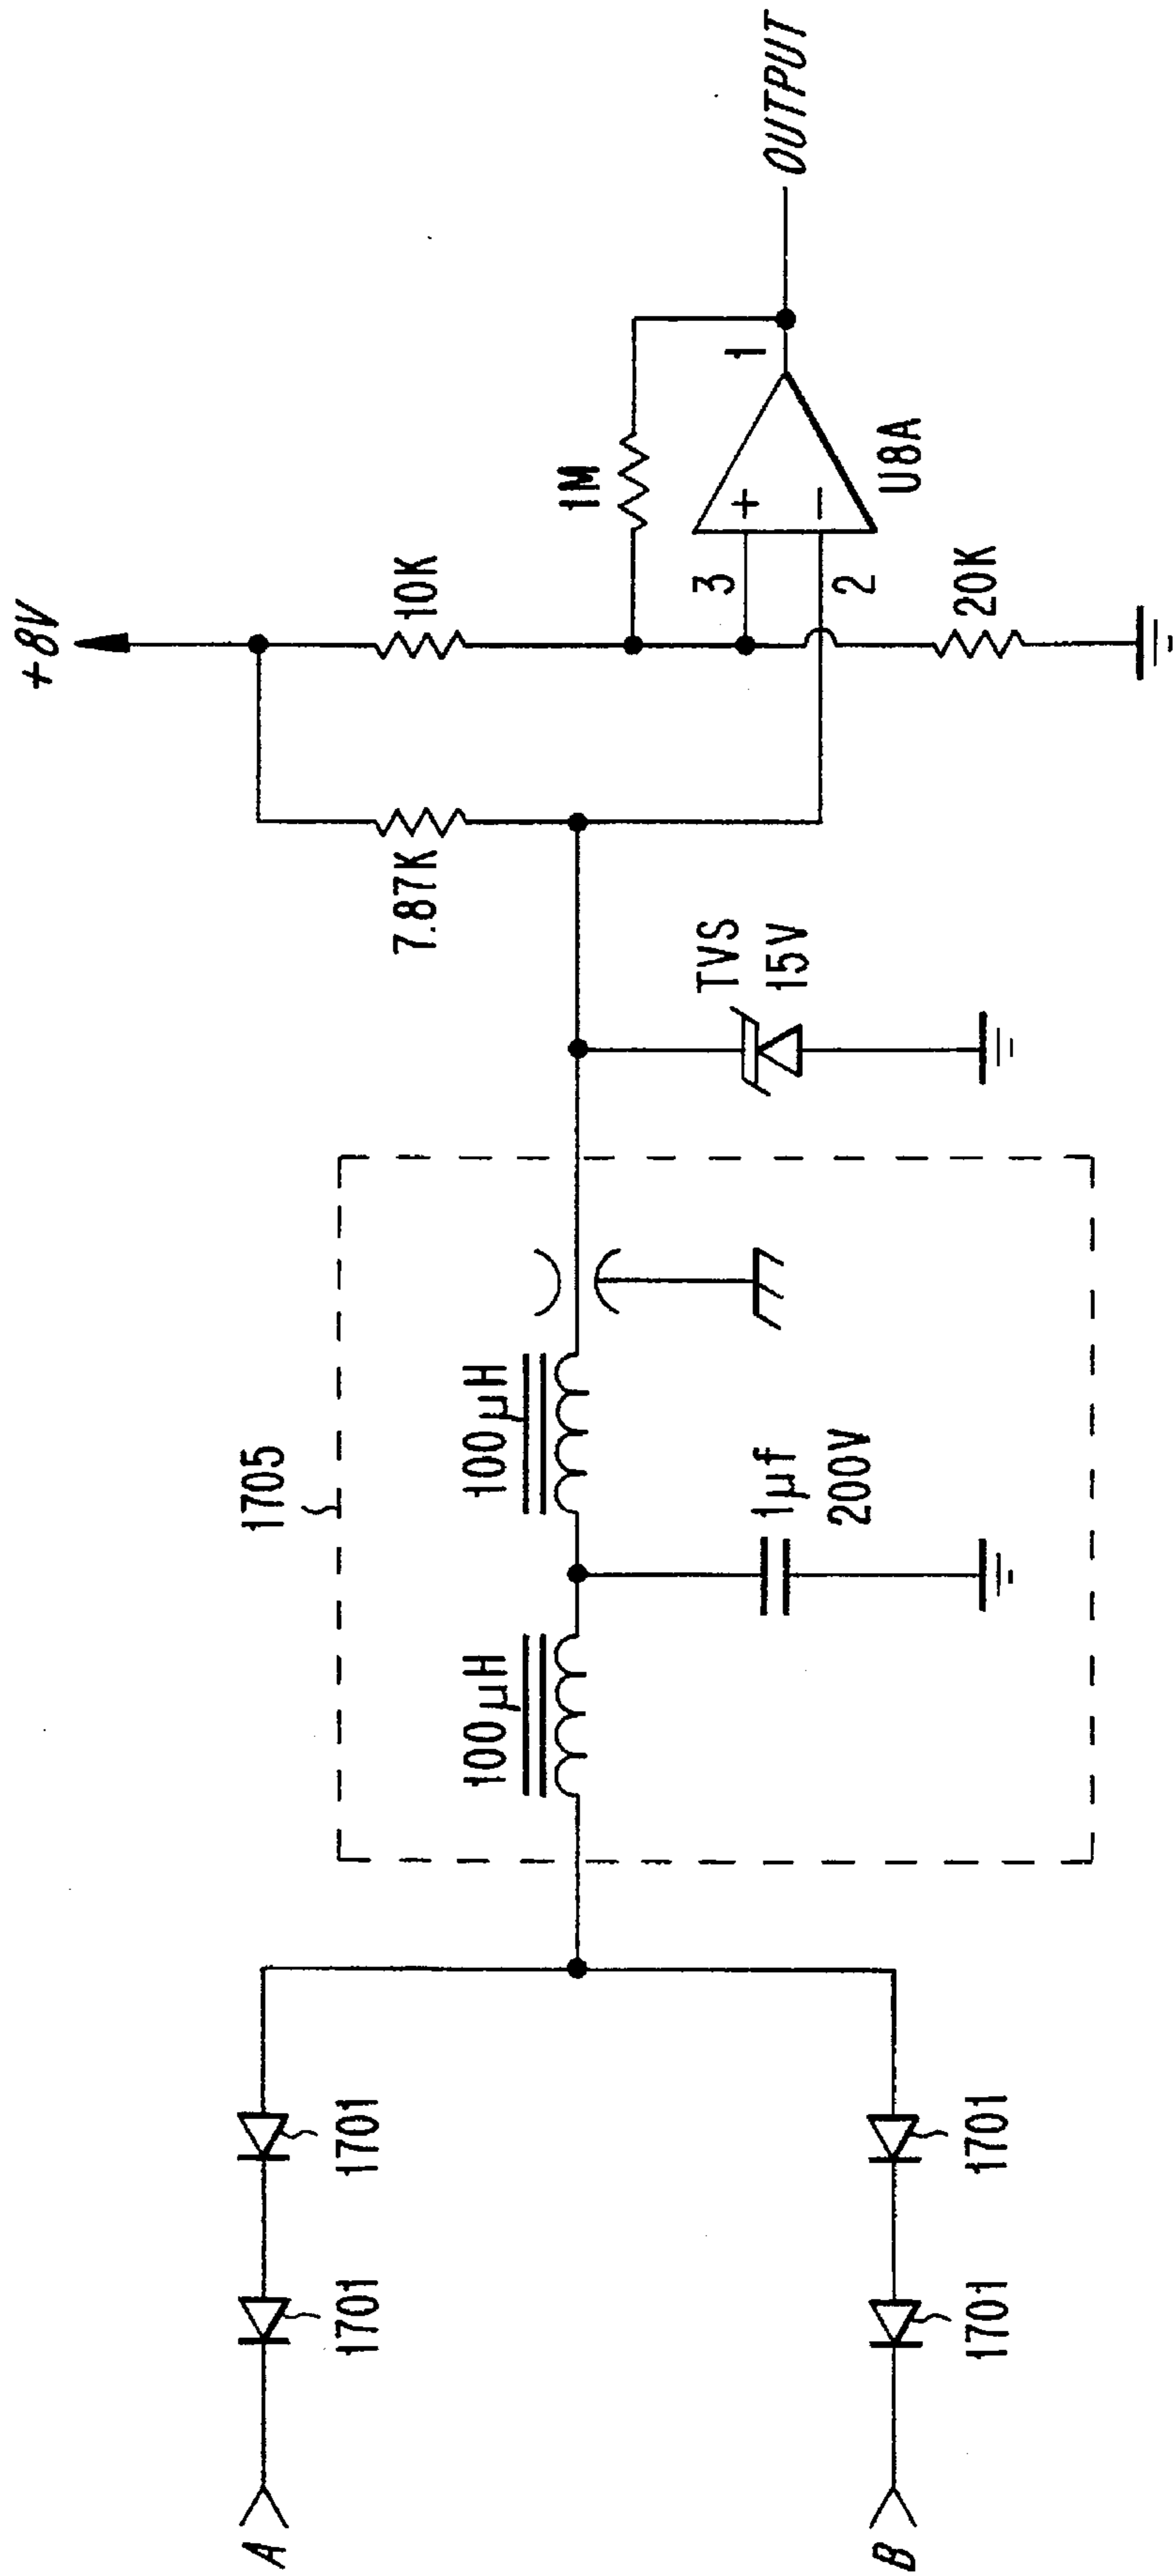 +8V
1705
7.87K
10K
100µH
100µH
1M
1
OUTPUT
A
1701
1701
1µf
200V
TVS
15V
3
+
2
−
U8A
20K
B
1701
1701